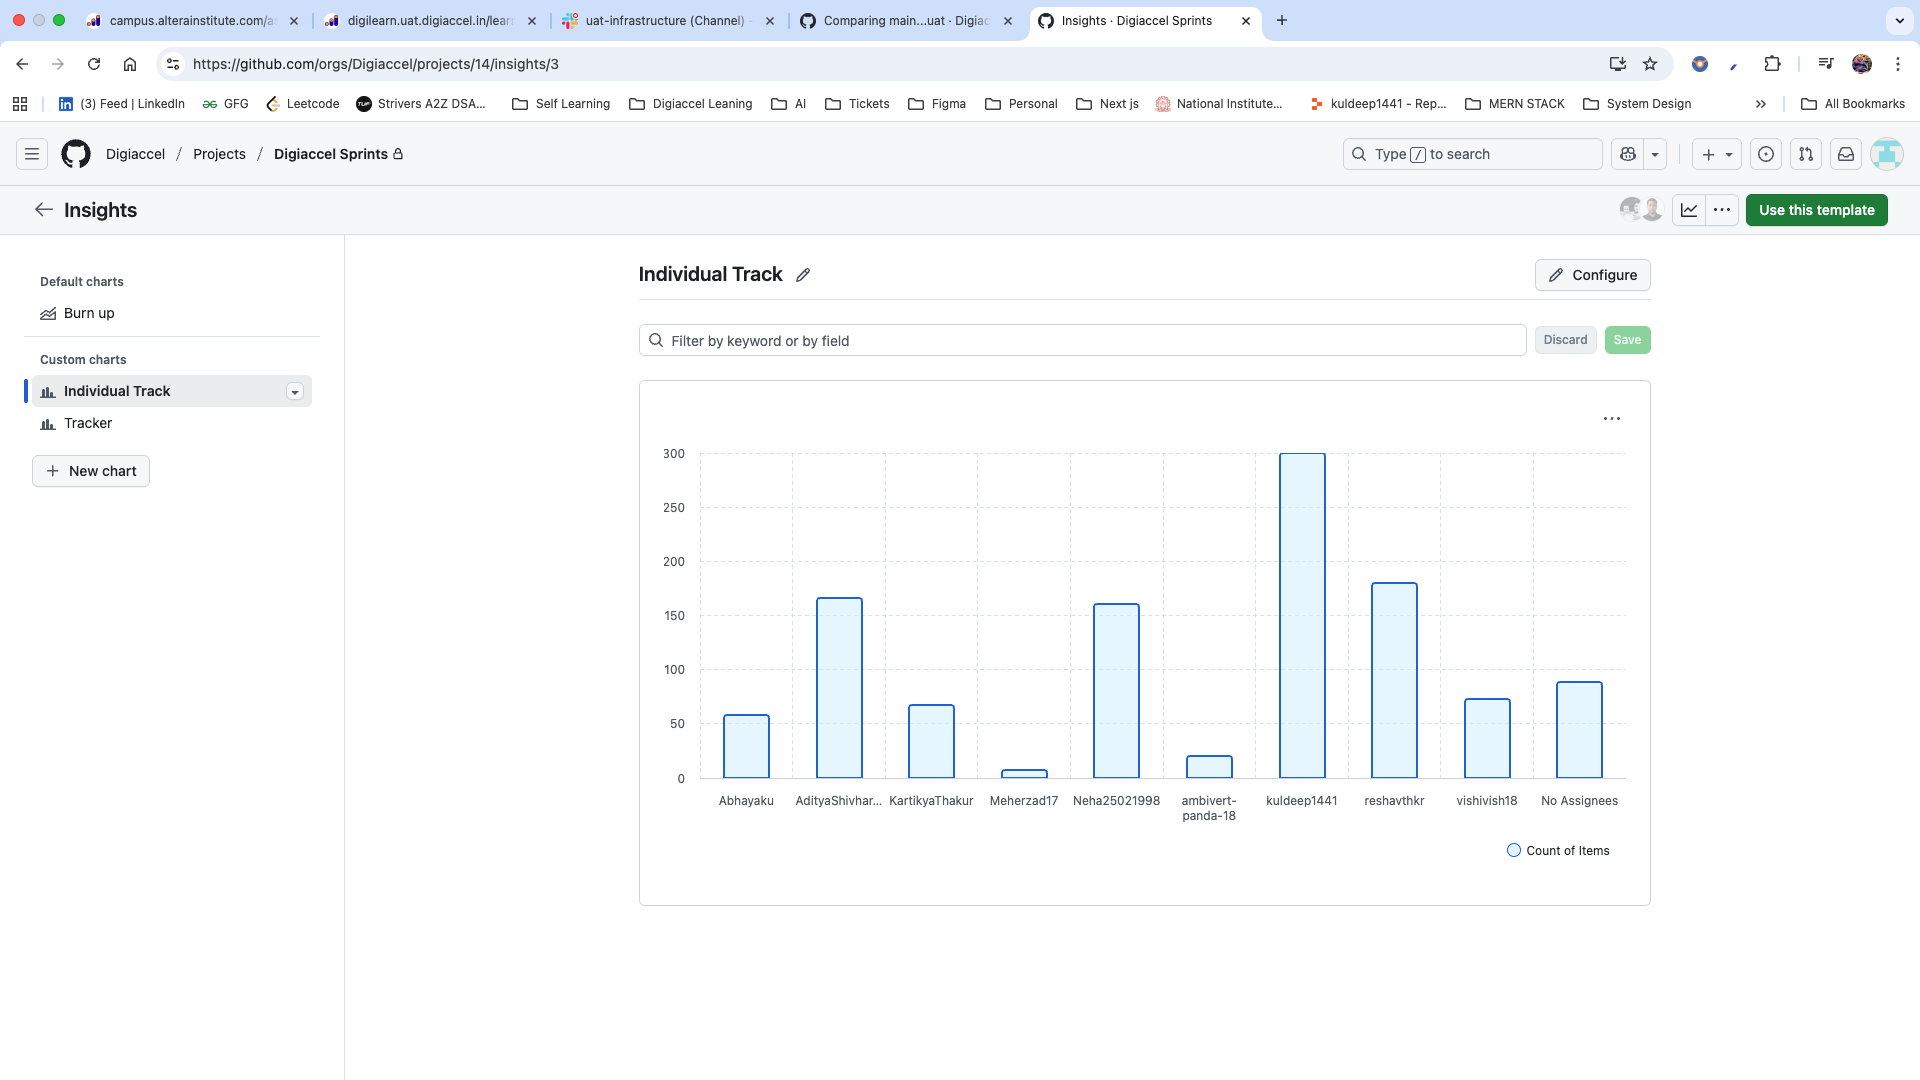 campus.alterainstitute.com/a
digilearn.uat.digiaccel.in/lear
uat-infrastructure (Channel)
Comparing main...uat · Digiac
Insights · Digiaccel Sprints
https://github.com/orgs/Digiaccel/projects/14/insights/3
(3) Feed | LinkedIn
GFG
Leetcode
Strivers A2Z DSA...
Self Learning
Digiaccel Leaning
AI
Tickets
Figma
Personal
Next js
National Institute...
kuldeep1441 - Rep...
MERN STACK
System Design
All Bookmarks
Digiaccel / Projects / Digiaccel Sprints
Type / to search
Insights
Use this template
Default charts
Burn up
Custom charts
Individual Track
Tracker
New chart
Individual Track
Configure
Filter by keyword or by field
Discard
Save
300
250
200
150
100
50
0
Abhayaku
AdityaShivhar...
KartikyaThakur
Meherzad17
Neha25021998
ambivert-
panda-18
kuldeep1441
reshavthkr
vishivish18
No Assignees
Count of Items